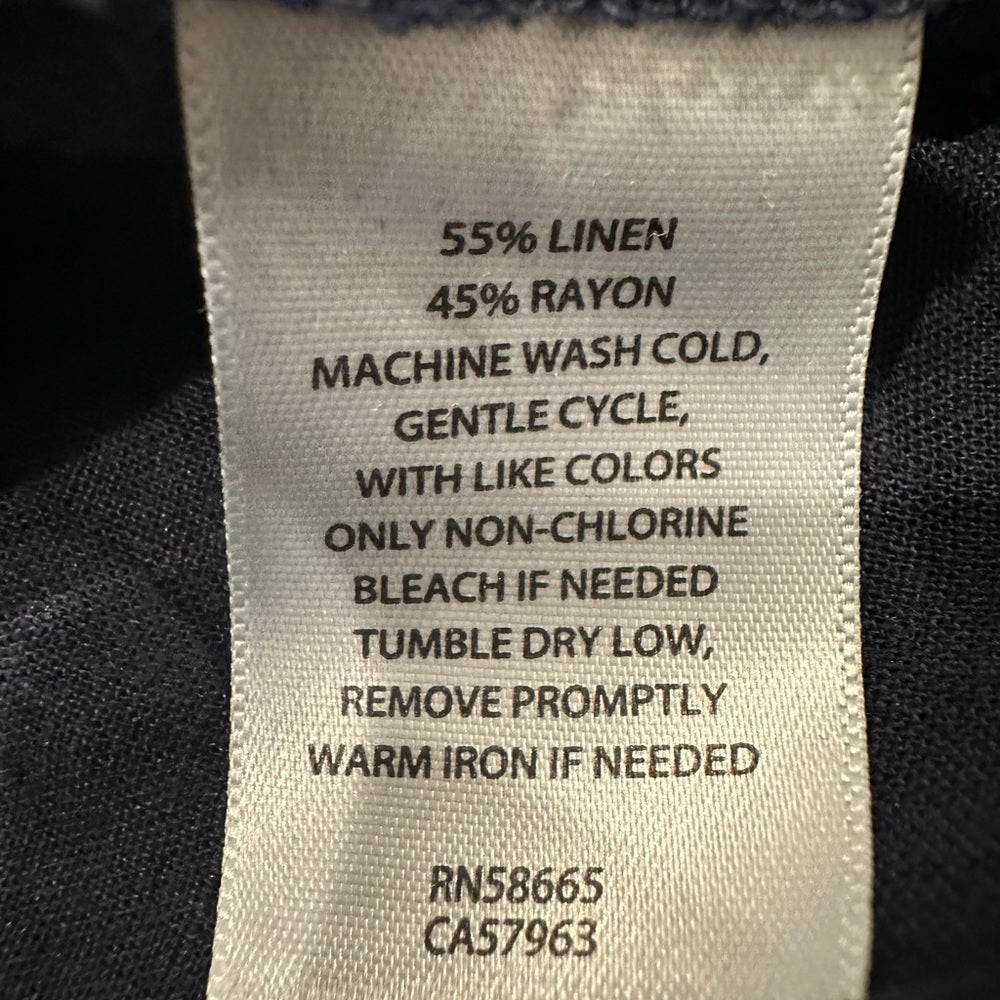 55% LINEN
45% RAYON
MACHINE WASH COLD,
GENTLE CYCLE,
WITH LIKE COLORS
ONLY NON-CHLORINE
BLEACH IF NEEDED
TUMBLE DRY LOW,
REMOVE PROMPTLY
WARM IRON IF NEEDED
RN58665
CA57963